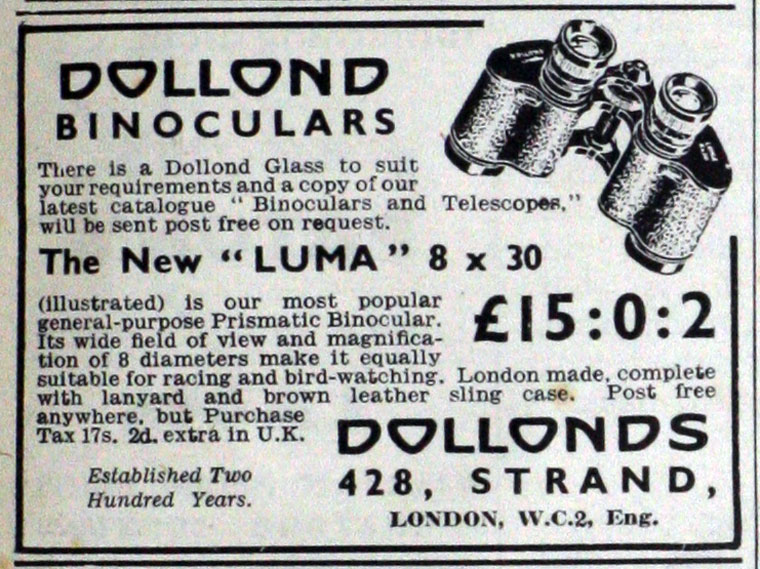 DOLLOND
BINOCULARS
There is a Dollond Glass to suit
your requirements and a copy of our
latest catalogue "Binoculars and Telescopes,"
will be sent post free on request.
The New "LUMA" 8 x 30
(illustrated) is our most popular
general-purpose Prismatic Binocular.
Its wide field of view and magnifica-
tion of 8 diameters make it equally
suitable for racing and bird-watching. London made, complete
with lanyard and brown leather sling case. Post free
anywhere, but Purchase
Tax 17s. 2d. extra in U.K.
£15:0:2
Established Two
Hundred Years.
DOLLONDS
428, STRAND,
LONDON, W.C.2, Eng.